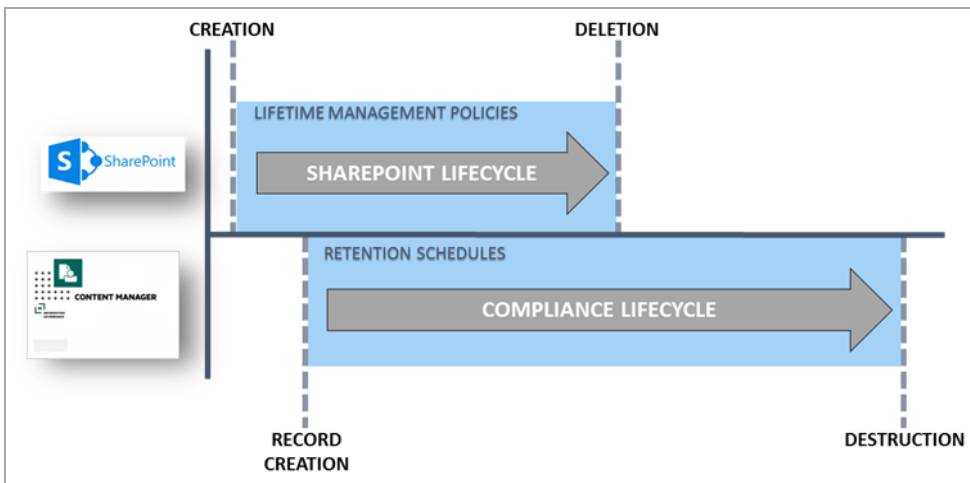 CREATION
DELETION
LIFETIME MANAGEMENT POLICIES
S
SharePoint
SHAREPOINT LIFECYCLE
RETENTION SCHEDULES
CONTENT MANAGER
COMPLIANCE LIFECYCLE
RECORD
CREATION
DESTRUCTION